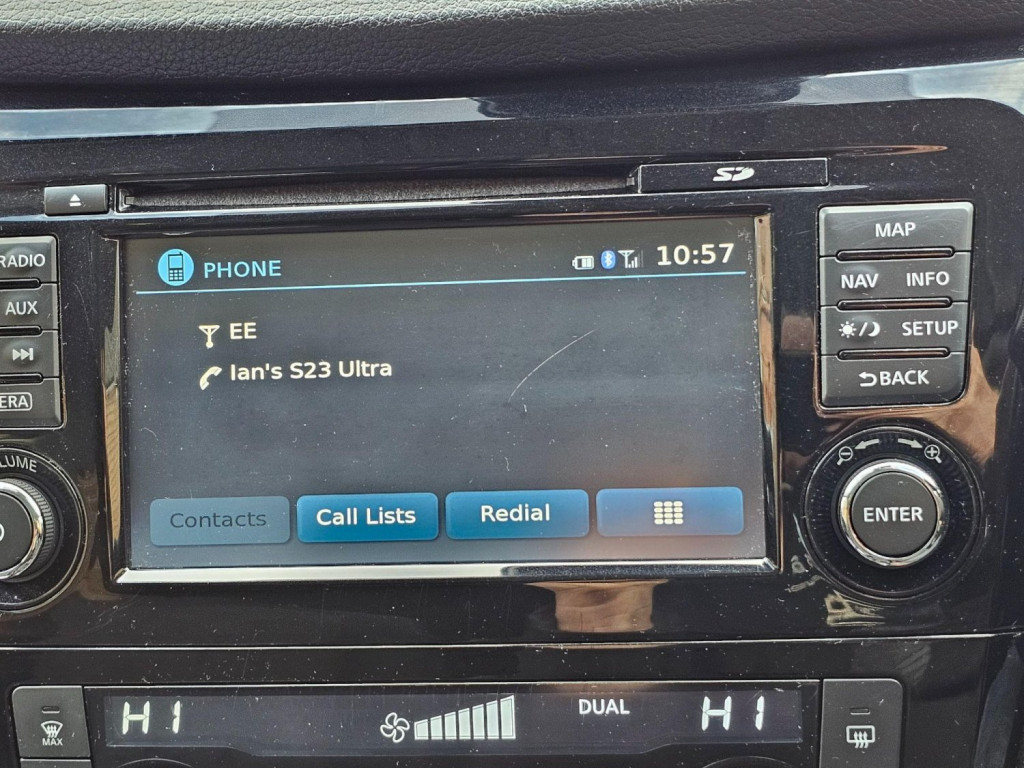 SD
MAP
RADIO
PHONE
10:57
NAV INFO
AUX
EE
SETUP
Ian's S23 Ultra
BACK
ERA
LUME
Contacts
Call Lists
Redial
ENTER
HI
DUAL
HI
MAX